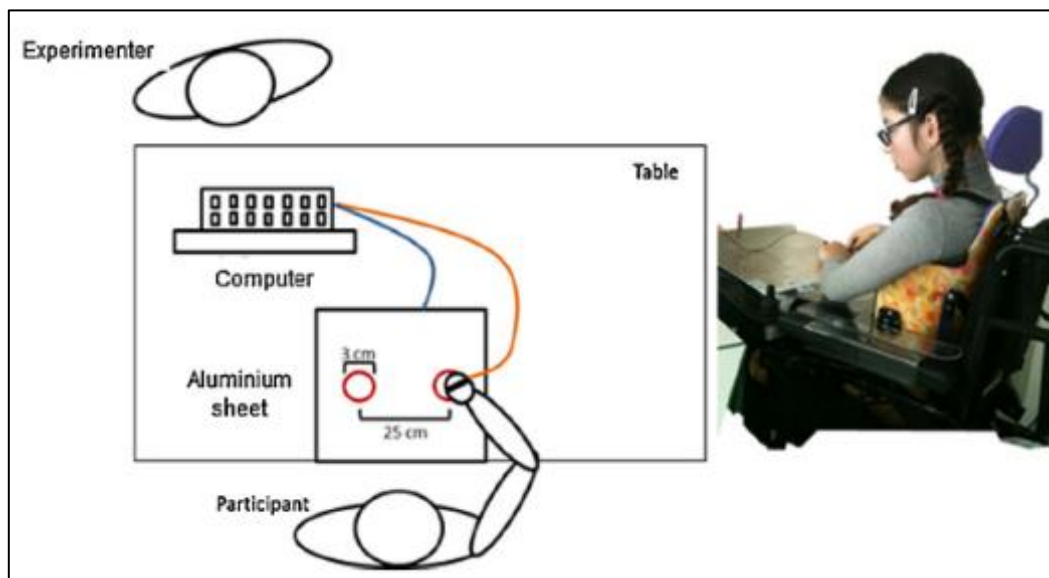 Experimenter
Table
Computer
3 cm
Aluminium
sheet
25 cm
Participant